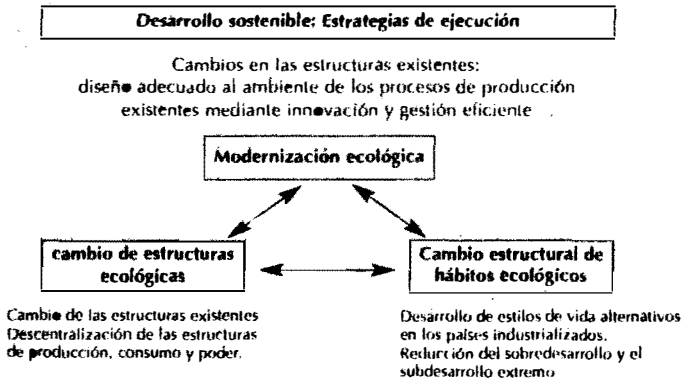 Desarrollo sostenible: Estrategias de ejecución
Cambios en las estructuras existentes:
diseño adecuado al ambiente de los procesos de producción
existentes mediante innovación y gestión eficiente
Modernización ecológica
cambio de estructuras
ecológicas
Cambio estructural de
hábitos ecológicos
Cambio de las estructuras existentes
Descentralización de las estructuras
de producción, consumo y poder.
Desarrollo de estilos de vida alternativos
en los países industrializados.
Reducción del sobredesarrollo y el
subdesarrollo extremo